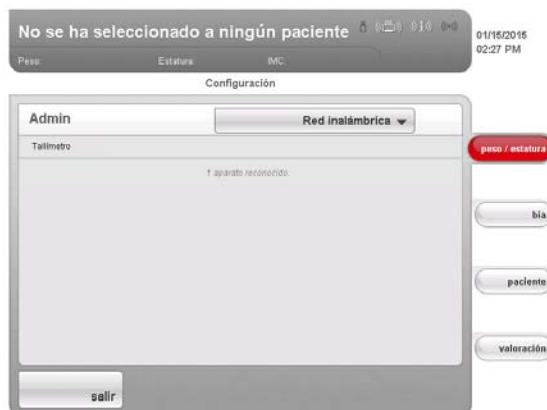 No se ha seleccionado a ningún paciente
01/15/2015
02:27 PM
Peso: Estatura: IMC:
Configuración
Admin Red inalámbrica
Tallímetro
1 aparato reconocido.
peso / estatura
bia
paciente
valoración
salir